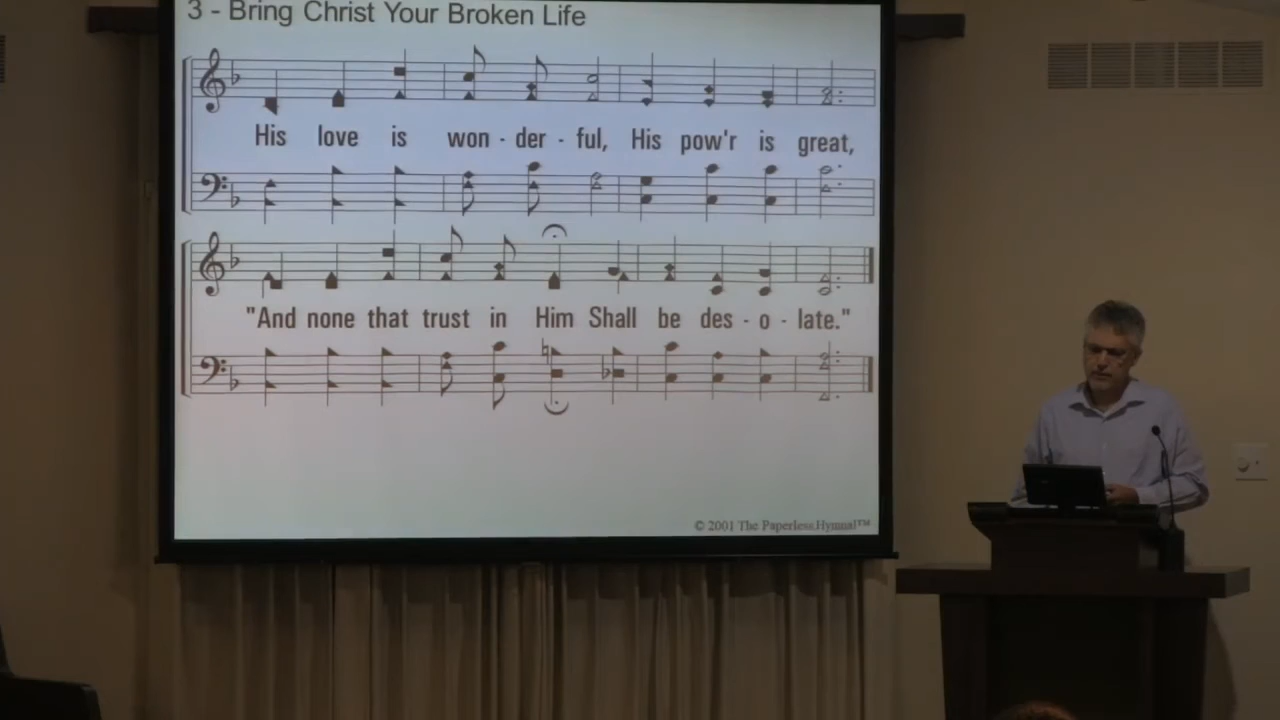 3 - Bring Christ Your Broken Life
His love is won - der - ful, His pow'r is great,
"And none that trust in Him Shall be des - o - late."
© 2001 The Paperless Hymnal™